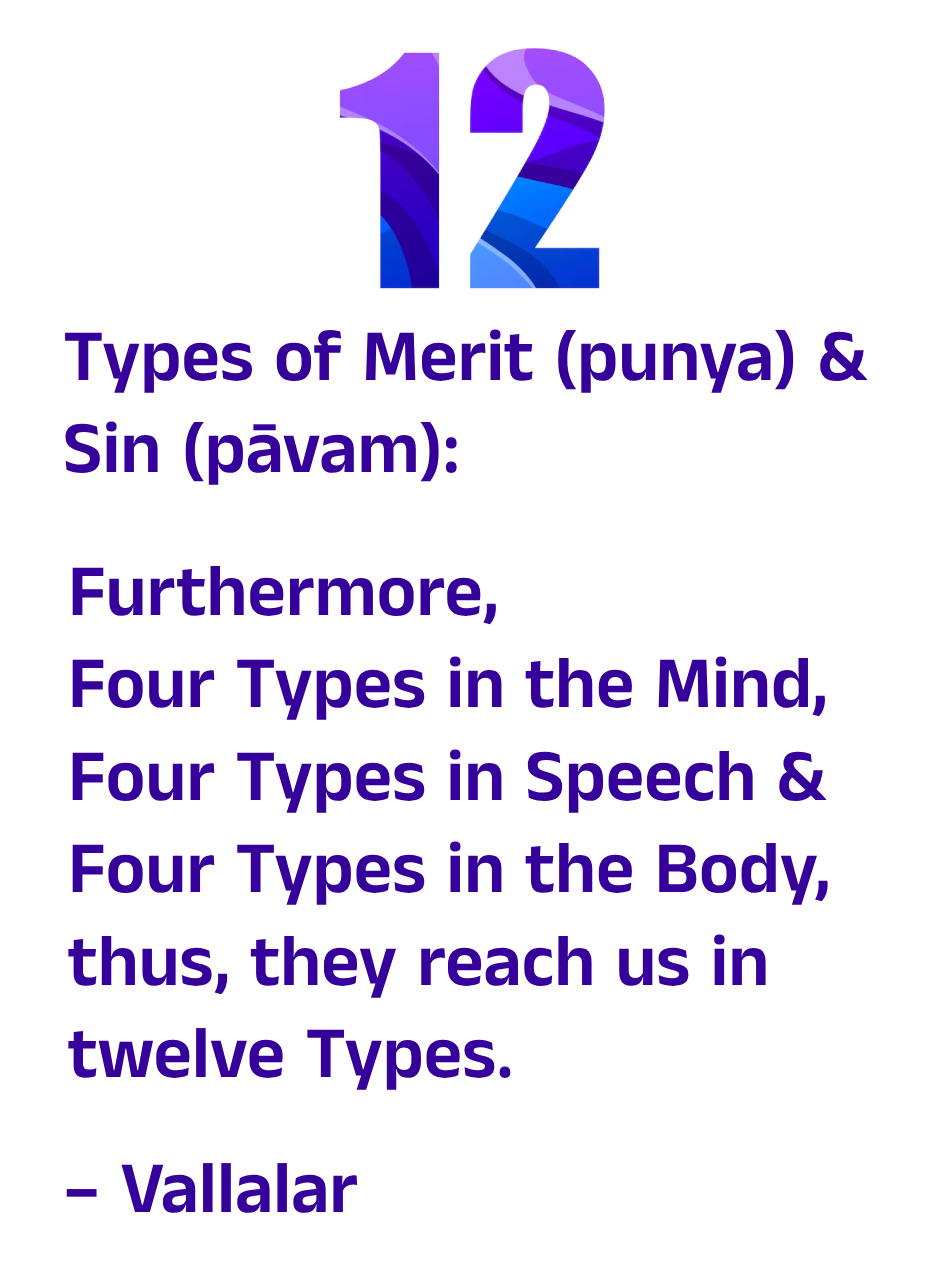 12
Types of Merit (punya) &
Sin (pāvam):
Furthermore,
Four Types in the Mind,
Four Types in Speech &
Four Types in the Body,
thus, they reach us in
twelve Types.
– Vallalar